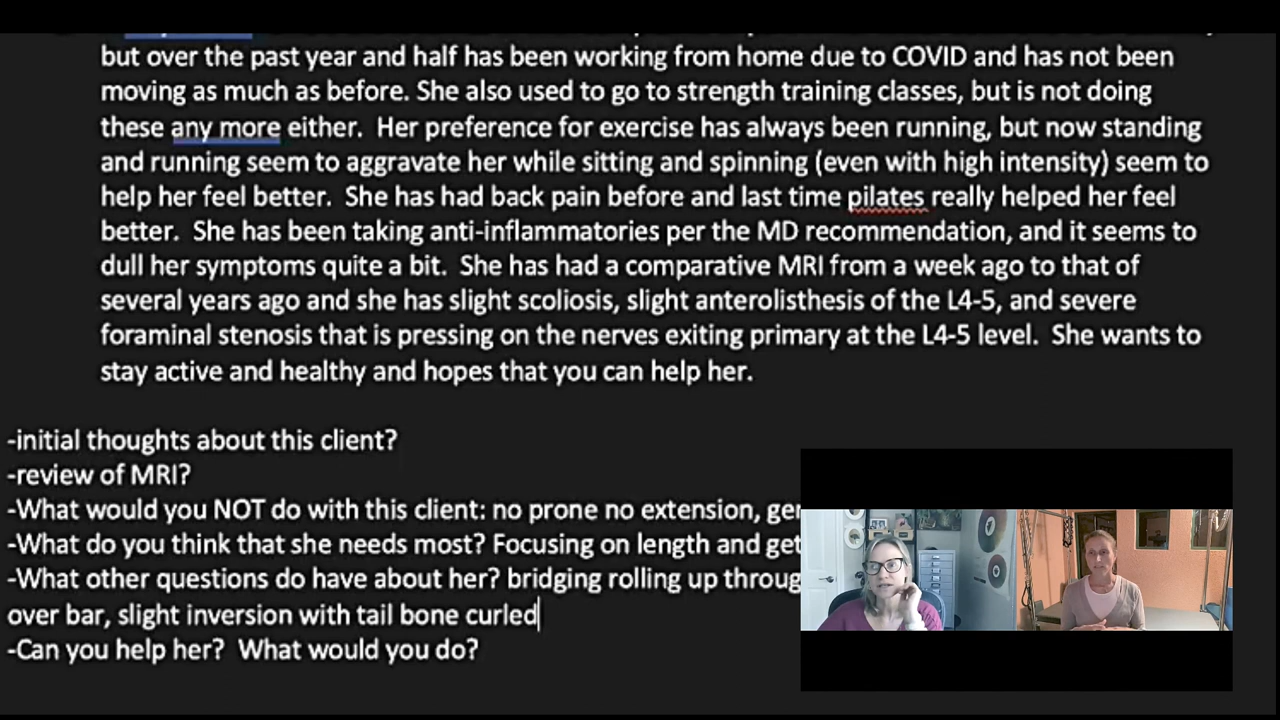 but over the past year and half has been working from home due to COVID and has not been
moving as much as before. She also used to go to strength training classes, but is not doing
these any more either. Her preference for exercise has always been running, but now standing
and running seem to aggravate her while sitting and spinning (even with high intensity) seem to
help her feel better. She has had back pain before and last time pilates really helped her feel
better. She has been taking anti-inflammatories per the MD recommendation, and it seems to
dull her symptoms quite a bit. She has had a comparative MRI from a week ago to that of
several years ago and she has slight scoliosis, slight anterolisthesis of the L4-5, and severe
foraminal stenosis that is pressing on the nerves exiting primary at the L4-5 level. She wants to
stay active and healthy and hopes that you can help her.
-initial thoughts about this client?
-review of MRI?
-What would you NOT do with this client: no prone no extension,
-What do you think that she needs most? Focusing on length and
-What other questions do have about her? bridging rolling up
over bar, slight inversion with tail bone curled
-Can you help her? What would you do?